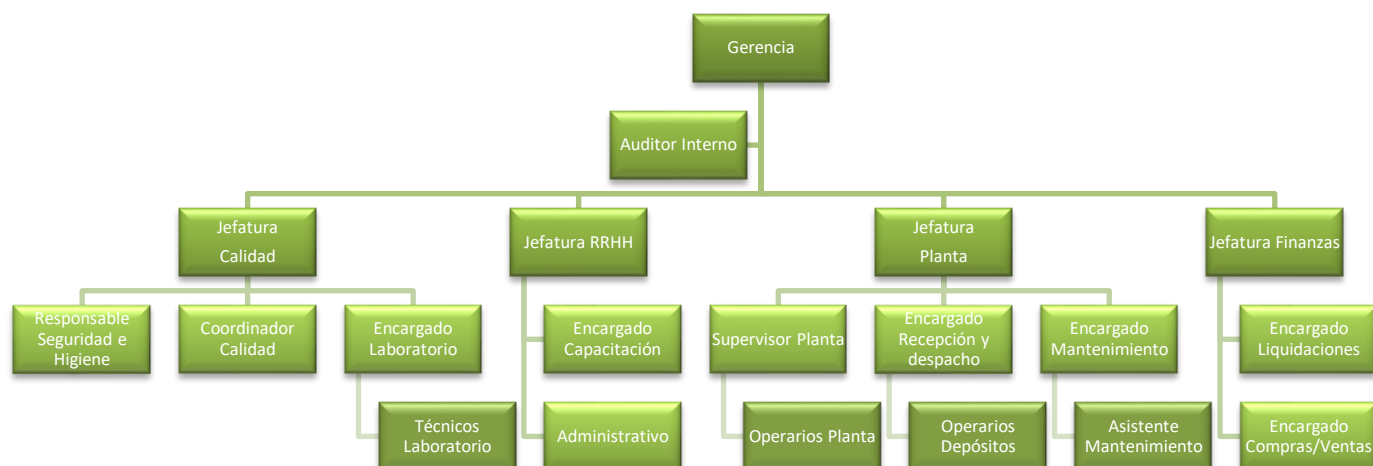 Gerencia
Auditor Interno
Jefatura
Calidad
Jefatura RRHH
Jefatura
Planta
Jefatura Finanzas
Responsable
Seguridad e
Higiene
Coordinador
Calidad
Encargado
Laboratorio
Encargado
Capacitación
Supervisor Planta
Encargado
Recepción y
despacho
Encargado
Mantenimiento
Encargado
Liquidaciones
Técnicos
Laboratorio
Administrativo
Operarios Planta
Operarios
Depósitos
Asistente
Mantenimiento
Encargado
Compras/Ventas